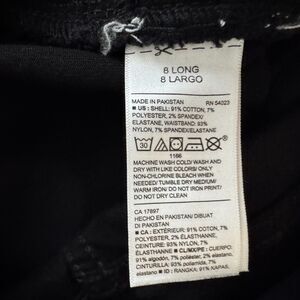 8 LONG
8 LARGO
MADE IN PAKISTAN RN 54023
■ US : SHELL: 91% COTTON, 7%
POLYESTER, 2% SPANDEX/
ELASTANE, WAISTBAND: 93%
NYLON, 7% SPANDEX/ELASTANE
30
1166
MACHINE WASH COLD/ WASH AND
DRY WITH LIKE COLORS/ ONLY
NON-CHLORINE BLEACH WHEN
NEEDED/ TUMBLE DRY MEDIUM/
WARM IRON/ DO NOT IRON PRINT/
DO NOT DRY CLEAN
CA 17897
HECHO EN PAKISTAN/ DIBUAT
DI PAKISTAN
■ CA : EXTÉRIEUR: 91% COTON, 7%
POLYESTER, 2% ÉLASTHANNE,
CEINTURE: 93% NYLON, 7%
ÉLASTHANNE ■ : CUERPO:
91% algodón, 7% poliéster, 2% elastano,
CINTURILLA: 93% poliamida, 7%
elastano ■ ID : RANGKA: 91% KAPAS,